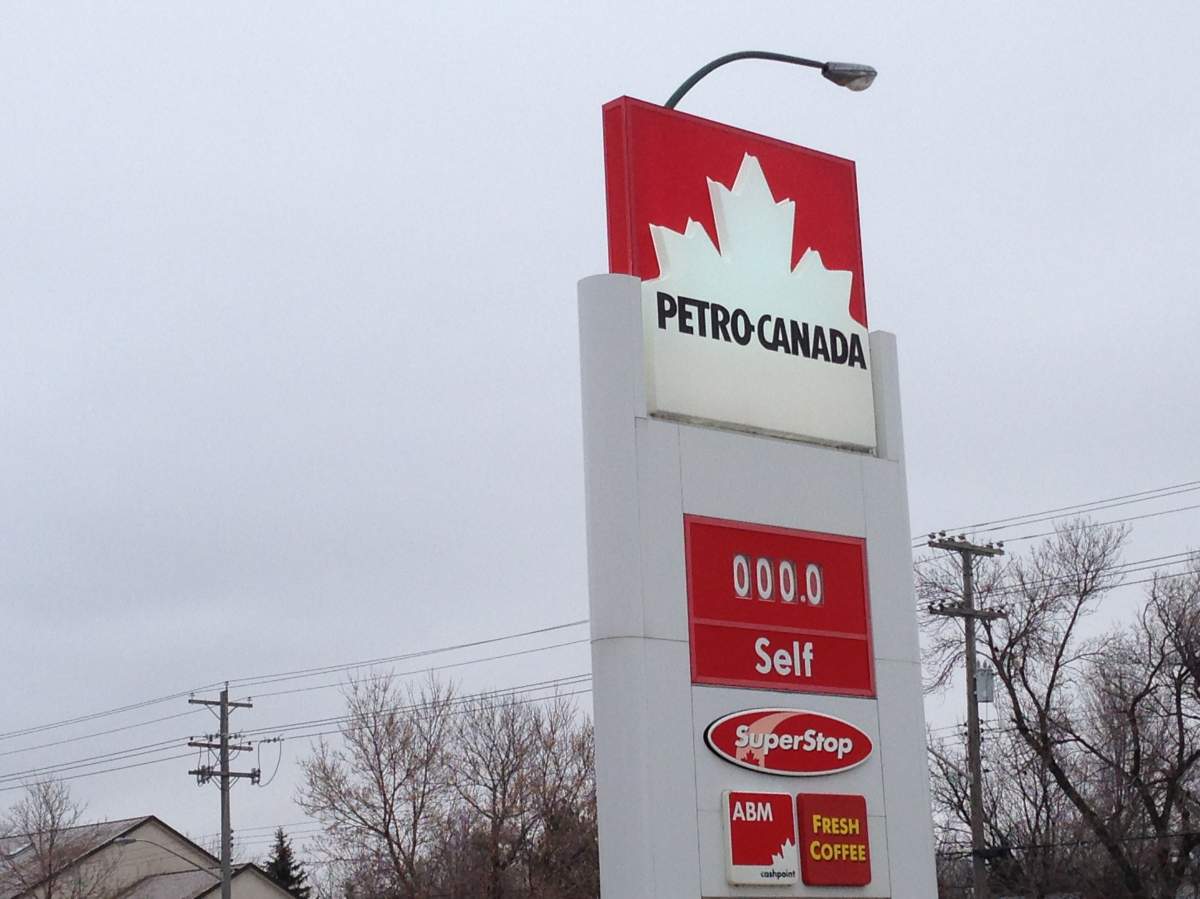 PETRO-CANADA
000.0
Self
SuperStop
ABM
cashpoint
FRESH
COFFEE